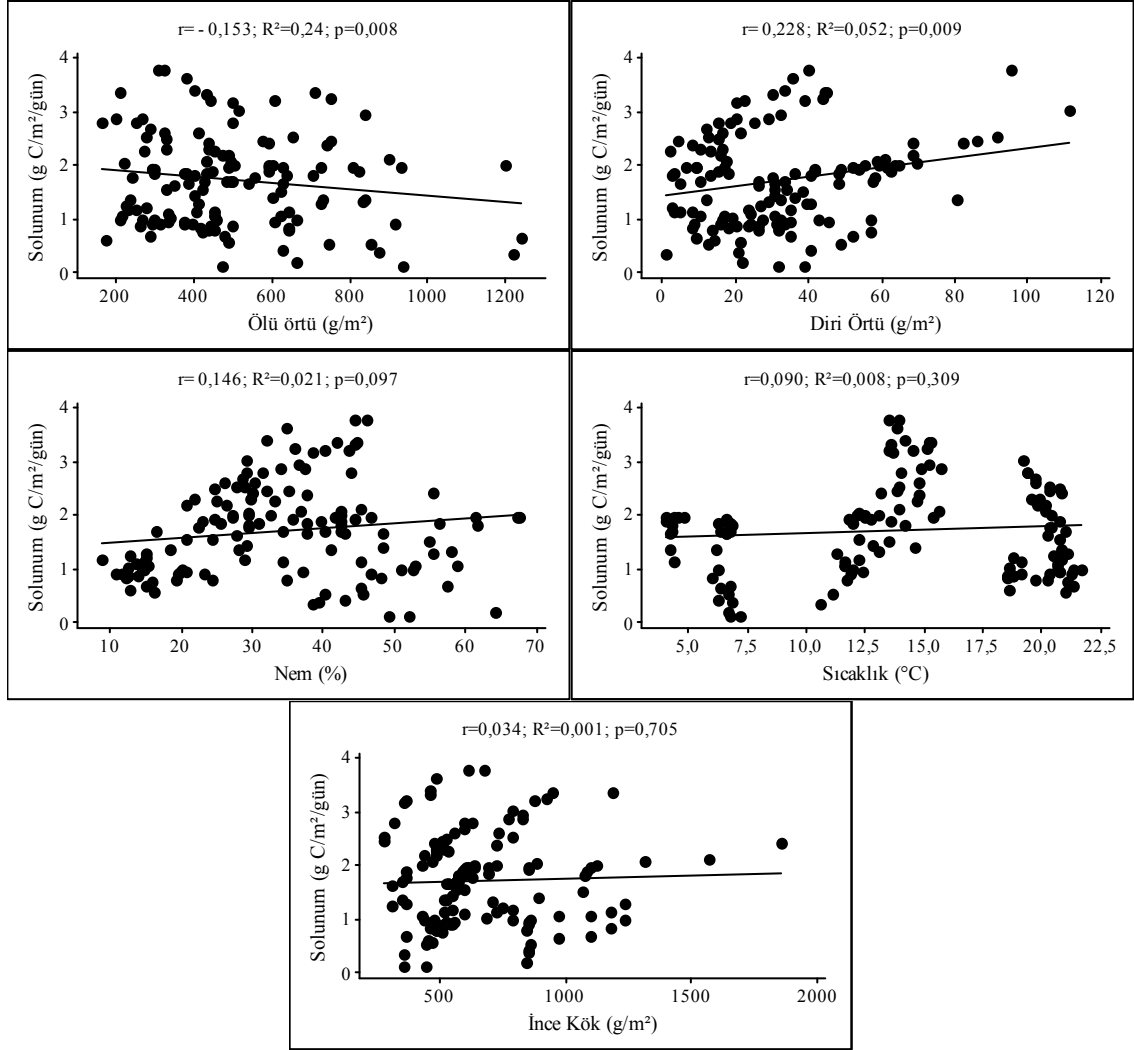 r= - 0,153; R²=0,24; p=0,008
Solunum (g C/m²/gün)
4
3
2
1
0
200 400 600 800 1000 1200
Ölü örtü (g/m²)
r= 0,228; R²=0,052; p=0,009
Solunum (g C/m²/gün)
4
3
2
1
0
0 20 40 60 80 100 120
Diri Örtü (g/m²)
r= 0,146; R²=0,021; p=0,097
Solunum (g C/m²/gün)
4
3
2
1
0
10 20 30 40 50 60 70
Nem (%)
r=0,090; R²=0,008; p=0,309
Solunum (g C/m²/gün)
4
3
2
1
0
5,0 7,5 10,0 12,5 15,0 17,5 20,0 22,5
Sıcaklık (°C)
r=0,034; R²=0,001; p=0,705
Solunum (g C/m²/gün)
4
3
2
1
0
500 1000 1500 2000
İnce Kök (g/m²)